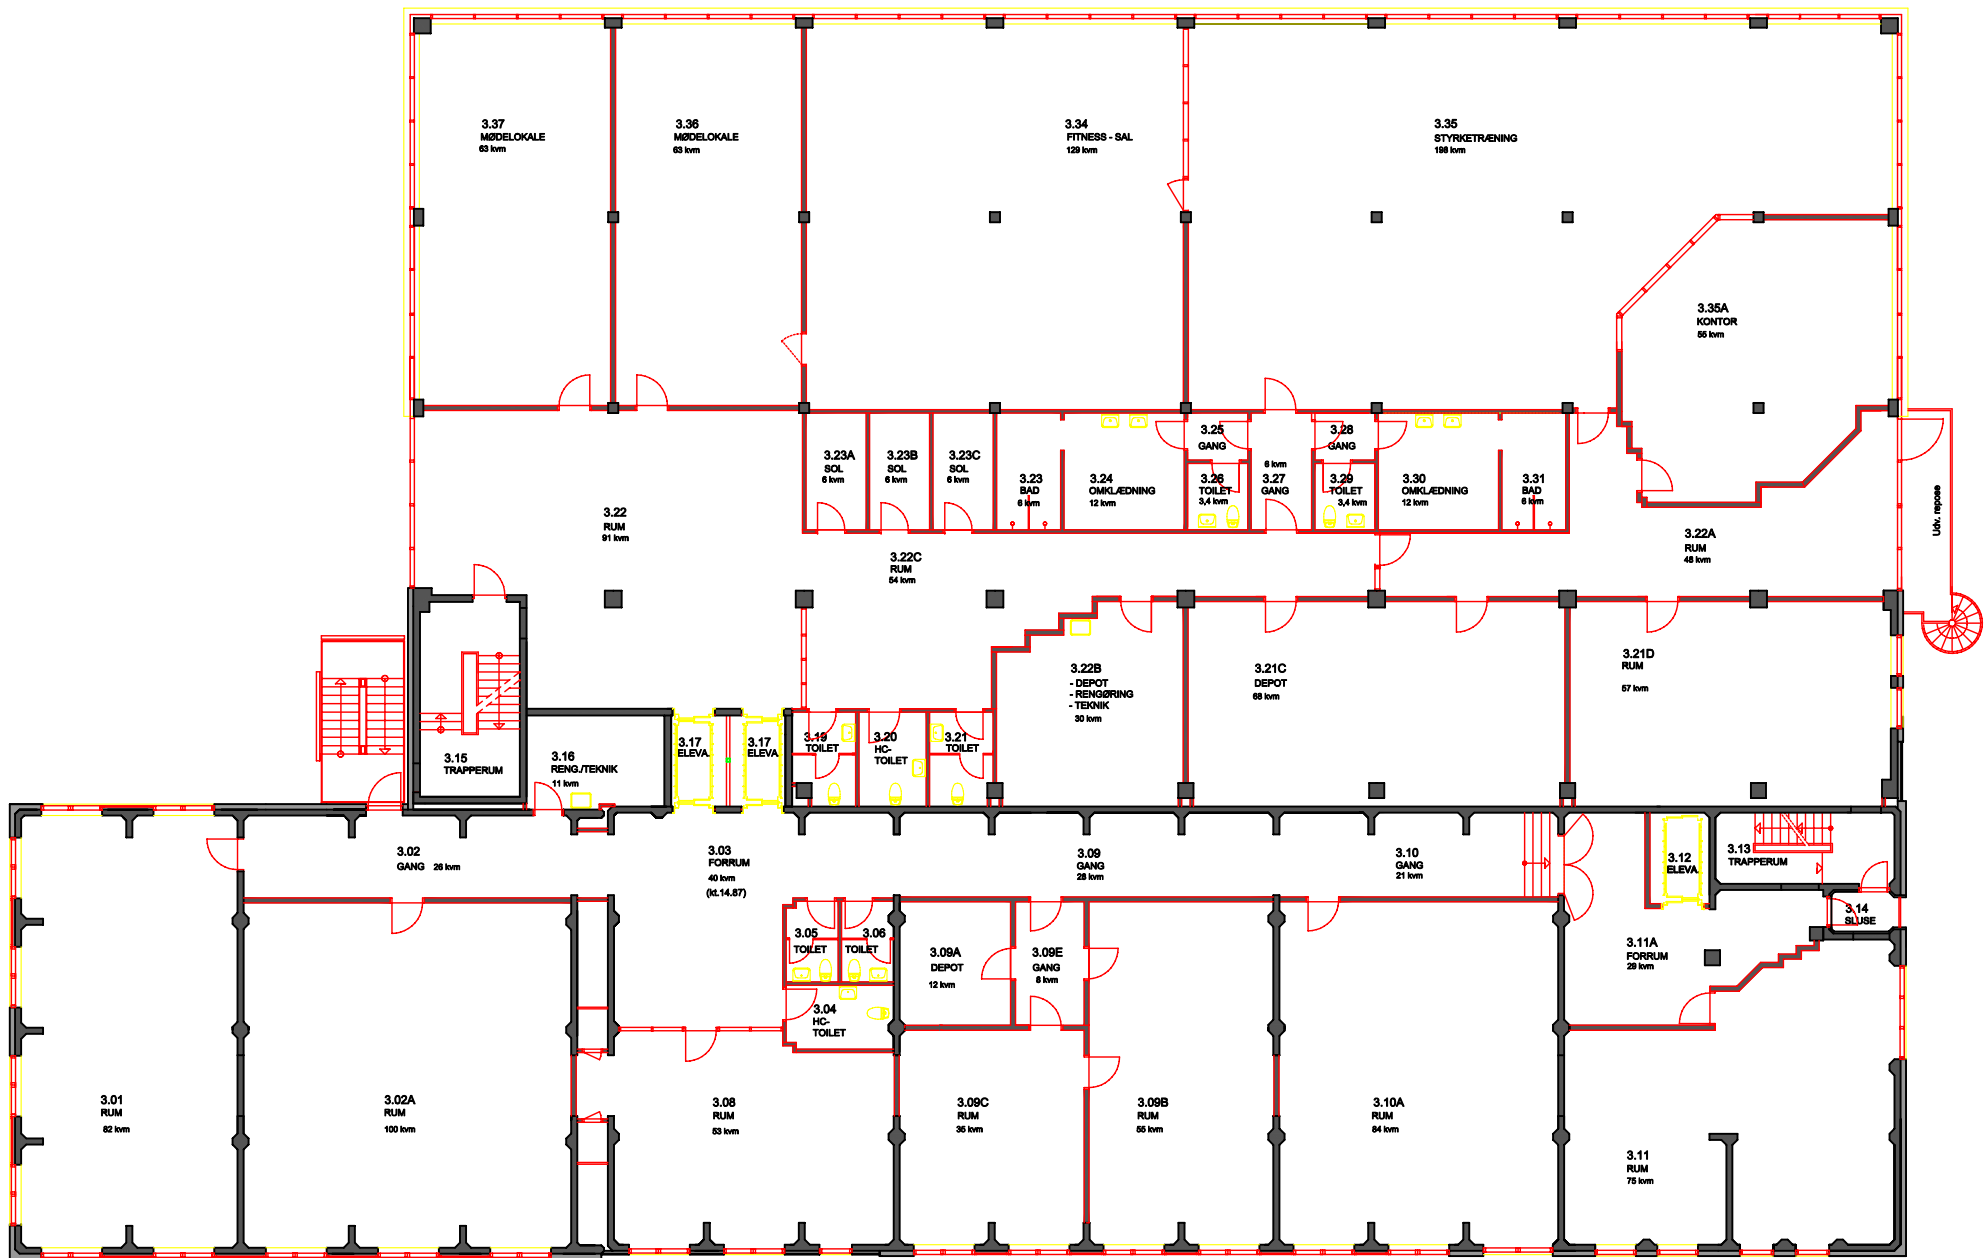 3.37
MØDELOKALE
63 kvm
3.36
MØDELOKALE
63 kvm
3.34
FITNESS - SAL
129 kvm
3.35
STYRKETRÆNING
198 kvm
3.35A
KONTOR
55 kvm
3.23A
SOL
6 kvm
3.23B
SOL
6 kvm
3.23C
SOL
6 kvm
3.23
BAD
6 kvm
3.24
OMKLÆDNING
12 kvm
3.25
GANG
3.26
TOILET
3,4 kvm
6 kvm
3.27
GANG
3.28
GANG
3.29
TOILET
3,4 kvm
3.30
OMKLÆDNING
12 kvm
3.31
BAD
6 kvm
3.22
RUM
91 kvm
3.22C
RUM
54 kvm
3.22A
RUM
48 kvm
Udv. repose
3.22B
- DEPOT
- RENGØRING
- TEKNIK
30 kvm
3.21C
DEPOT
68 kvm
3.21D
RUM
57 kvm
3.15
TRAPPERUM
3.16
RENG./TEKNIK
11 kvm
3.17
ELEVA.
3.17
ELEVA.
3.19
TOILET
3.20
HC-
TOILET
3.21
TOILET
3.02
GANG 26 kvm
3.03
FORRUM
40 kvm
(kt.14.87)
3.09
GANG
28 kvm
3.10
GANG
21 kvm
3.12
ELEVA.
3.13
TRAPPERUM
3.14
SLUSE
3.05
TOILET
3.06
TOILET
3.04
HC-
TOILET
3.09A
DEPOT
12 kvm
3.09E
GANG
8 kvm
3.11A
FORRUM
29 kvm
3.01
RUM
82 kvm
3.02A
RUM
100 kvm
3.08
RUM
53 kvm
3.09C
RUM
35 kvm
3.09B
RUM
55 kvm
3.10A
RUM
84 kvm
3.11
RUM
75 kvm